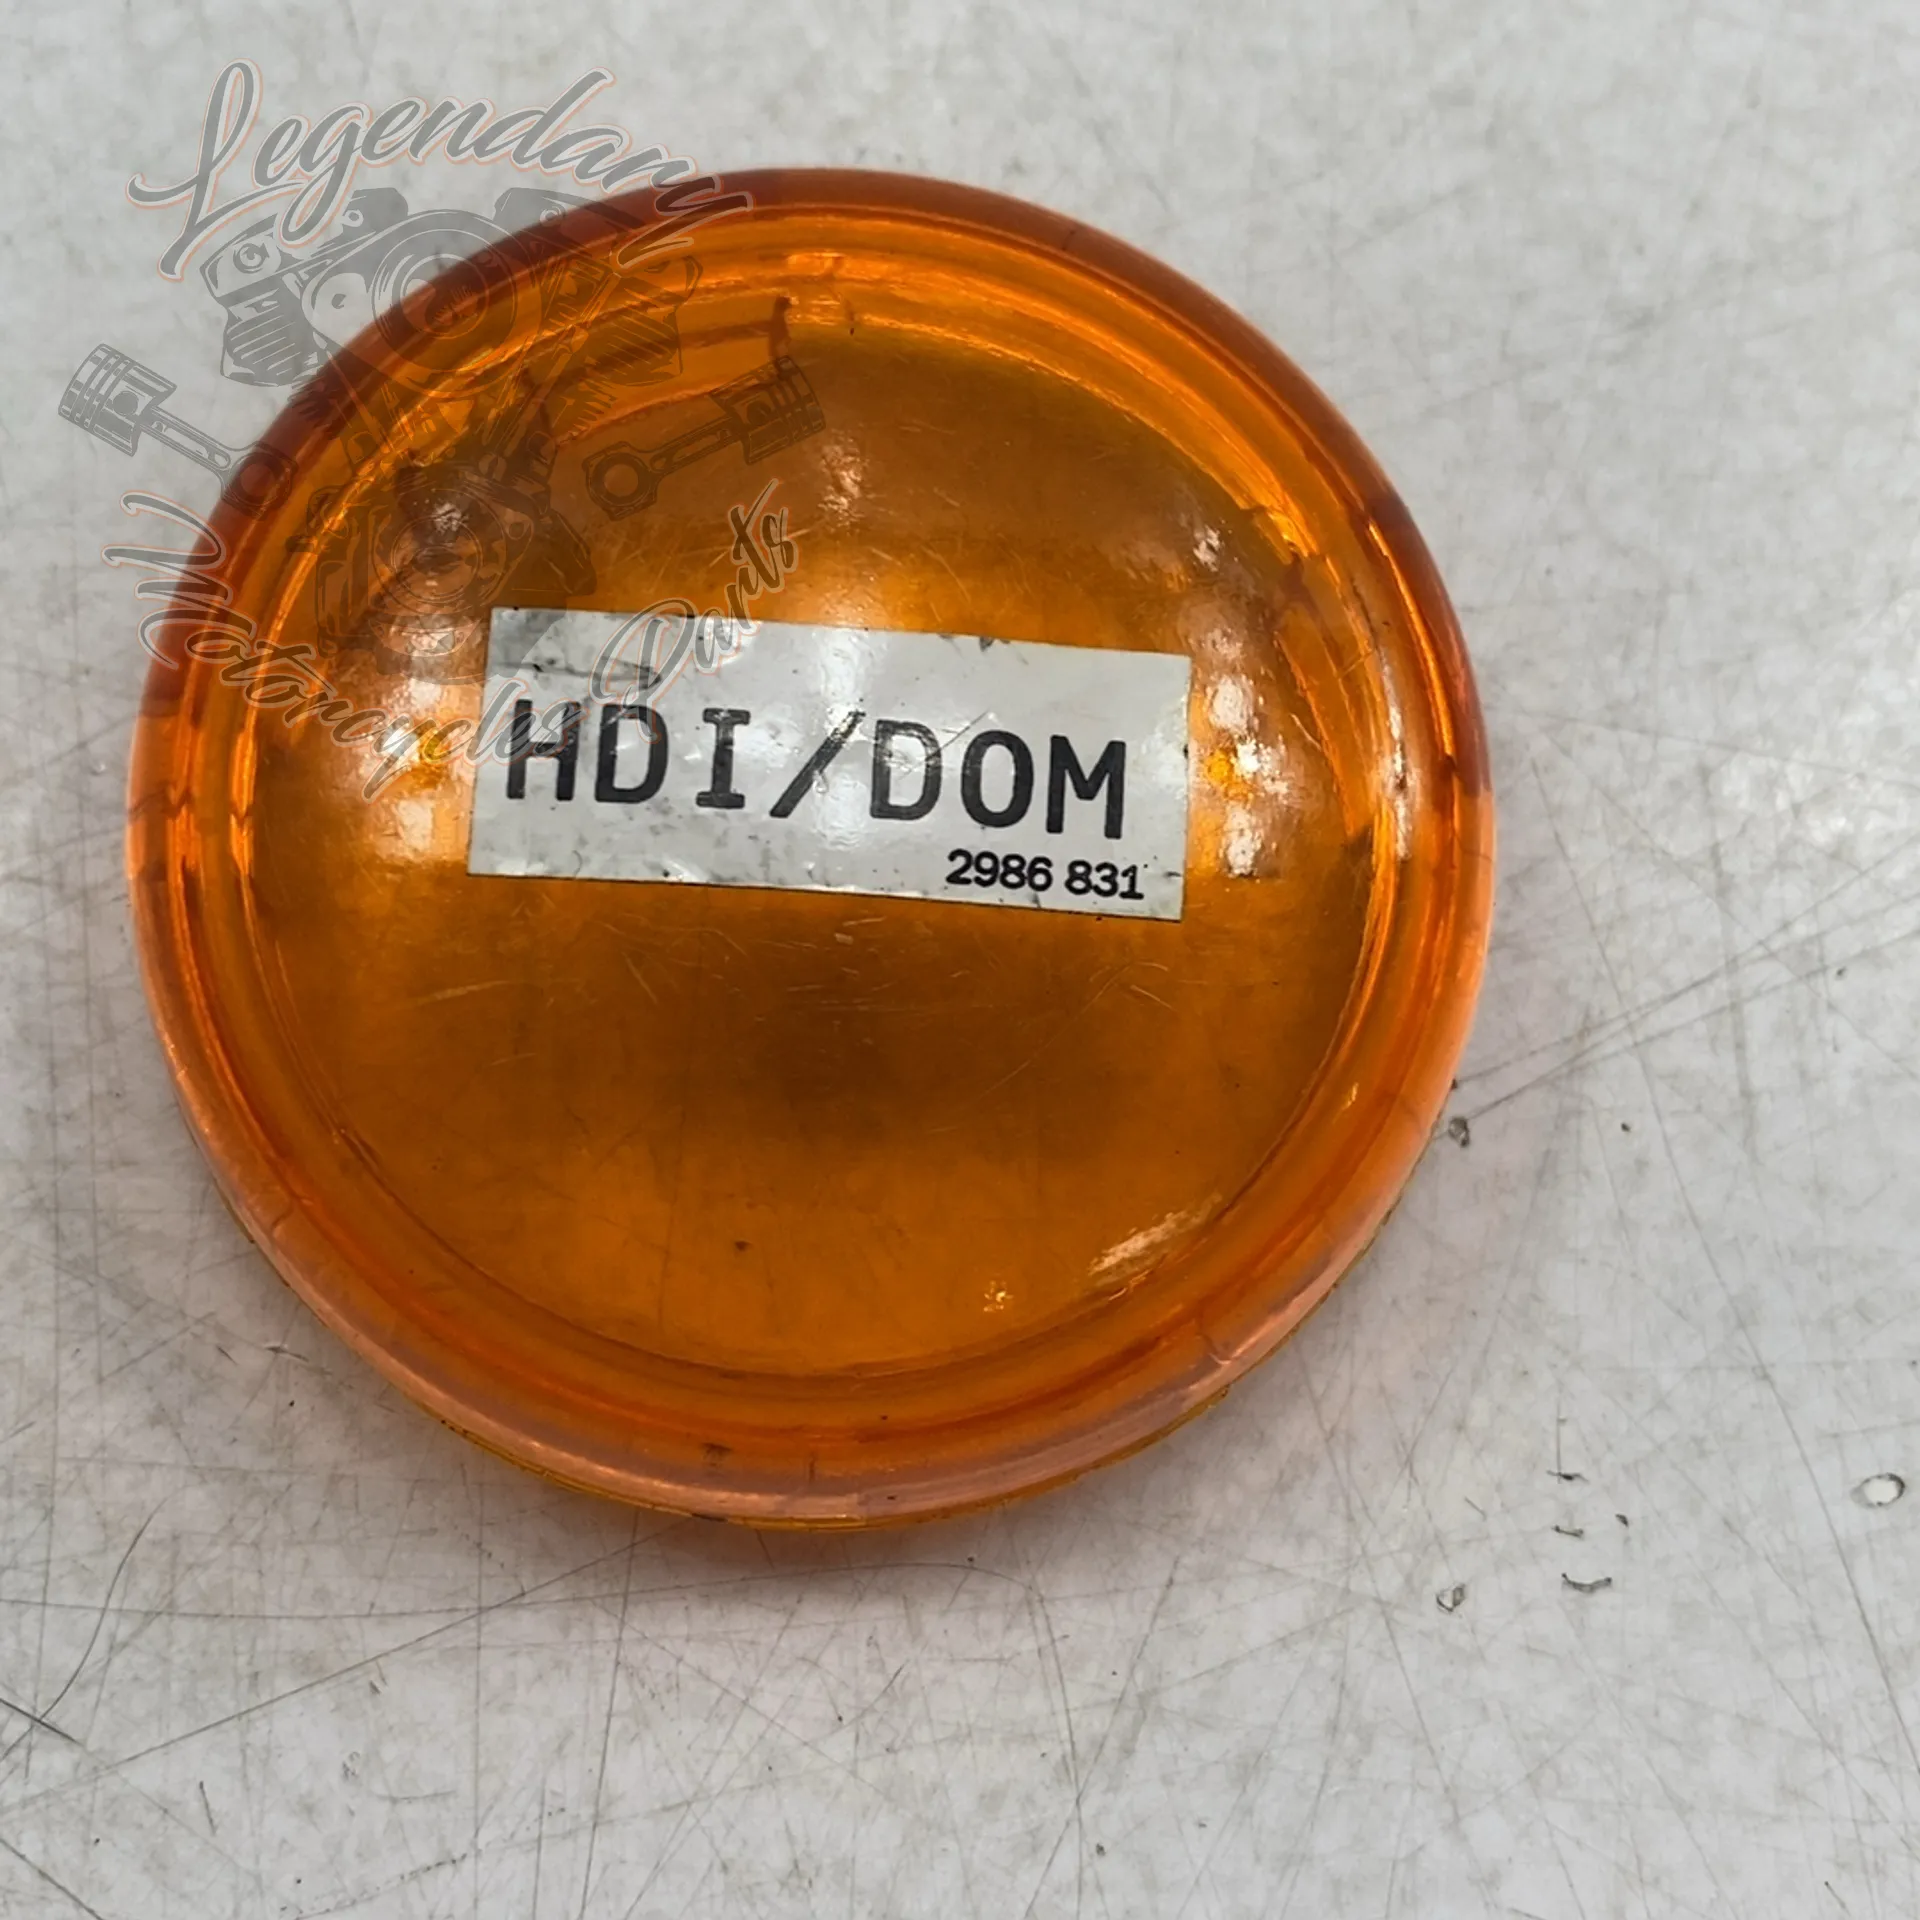 Legendary
Motorcycles Parts
HDI/DOM
2986 831